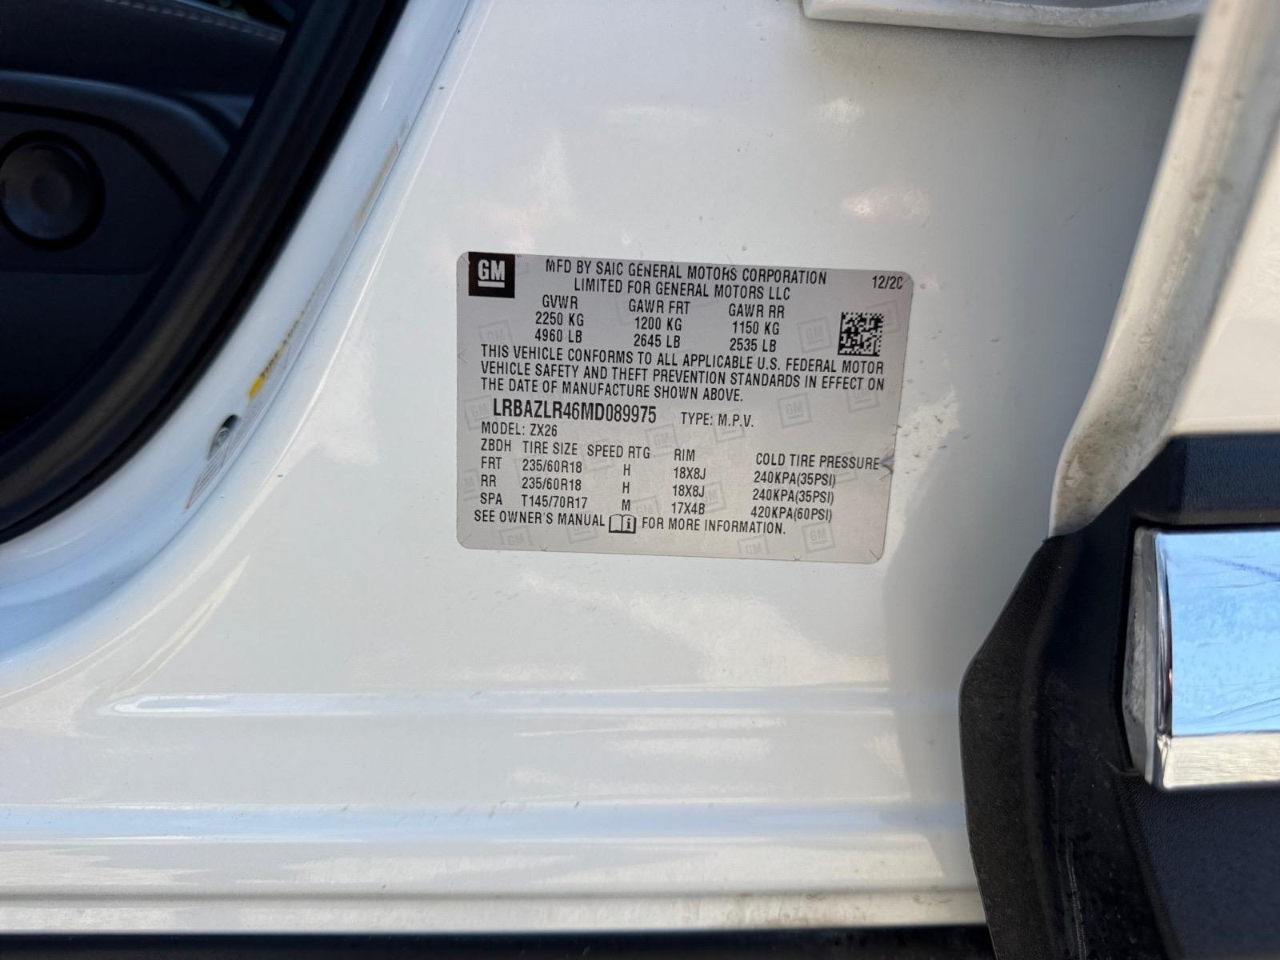 GM
MFD BY SAIC GENERAL MOTORS CORPORATION 12/20
LIMITED FOR GENERAL MOTORS LLC
GVWR GAWR FRT GAWR RR
2250 KG 1200 KG 1150 KG
4960 LB 2645 LB 2535 LB
THIS VEHICLE CONFORMS TO ALL APPLICABLE U.S. FEDERAL MOTOR
VEHICLE SAFETY AND THEFT PREVENTION STANDARDS IN EFFECT ON
THE DATE OF MANUFACTURE SHOWN ABOVE.
LRBAZLR46MD089975 TYPE: M.P.V.
MODEL: ZX26
ZBDH TIRE SIZE SPEED RTG RIM COLD TIRE PRESSURE
FRT 235/60R18 H 18X8J 240KPA(35PSI)
RR 235/60R18 H 18X8J 240KPA(35PSI)
SPA T145/70R17 M 17X4B 420KPA(60PSI)
SEE OWNER'S MANUAL FOR MORE INFORMATION.